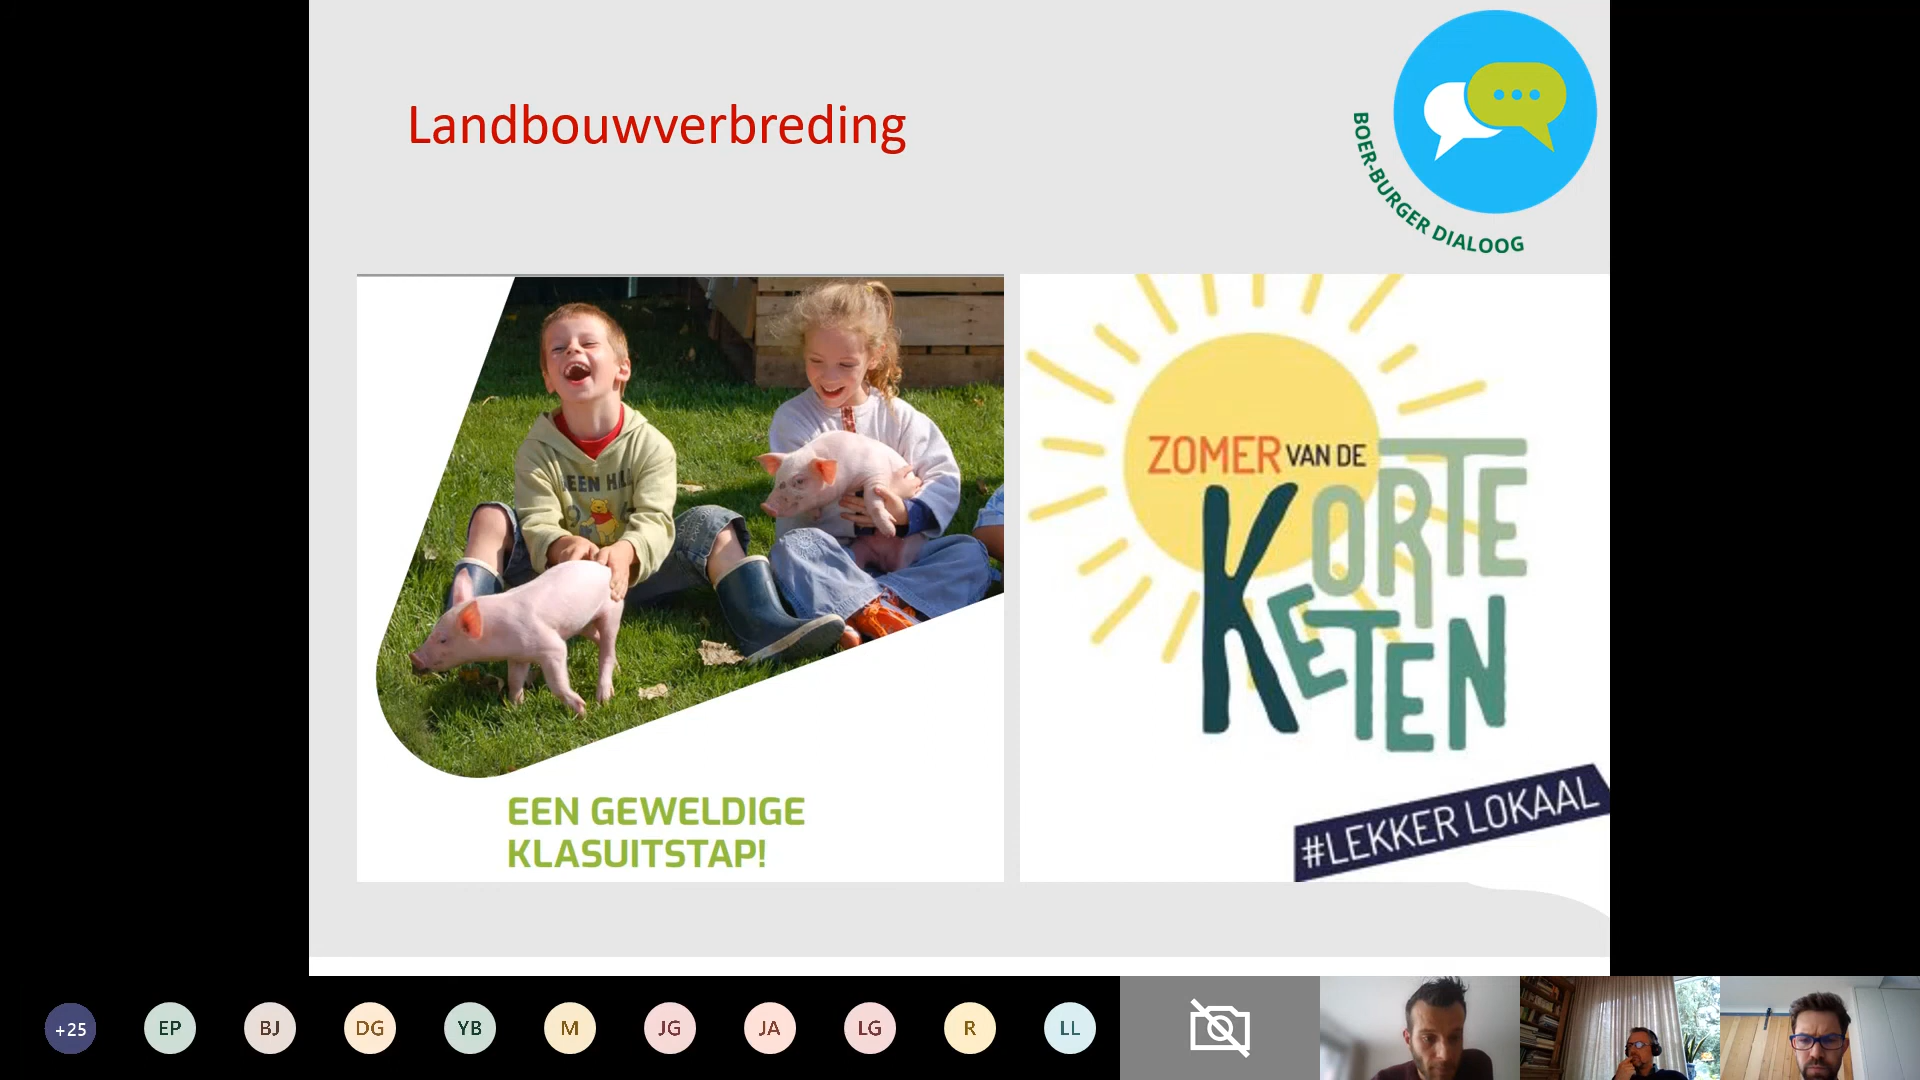 Landbouwverbreding
BOER-BURGER DIALOOG
ZOMER VAN DE
KORTE
KETEN
#LEKKER LOKAAL
EEN GEWELDIGE
KLASUITSTAP!
+25
EP
BJ
DG
YB
M
JG
JA
LG
R
LL